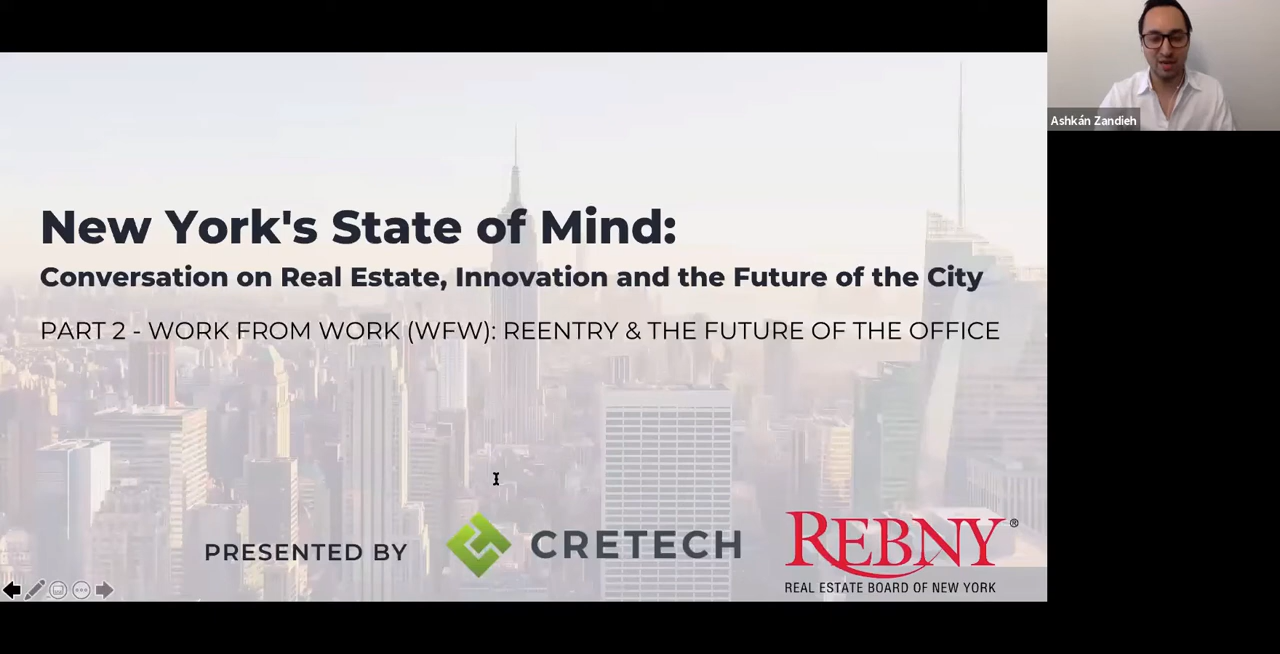 New York's State of Mind:
Conversation on Real Estate, Innovation and the Future of the City
PART 2 - WORK FROM WORK (WFW): REENTRY & THE FUTURE OF THE OFFICE
PRESENTED BY
CRETECH
REBNY®
REAL ESTATE BOARD OF NEW YORK
Ashkán Zandieh